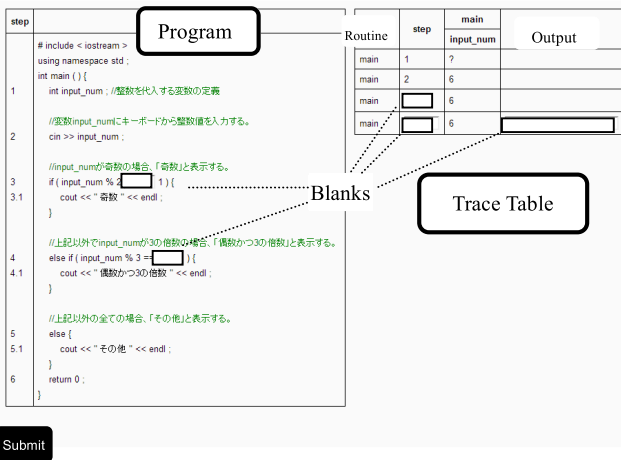 step
Program
# include < iostream >
using namespace std ;
int main ( ) {
1 int input_num ; //整数を代入する変数の定義
//変数input_numにキーボードから整数値を入力する。
2 cin >> input_num ;
//input_numが奇数の場合、「奇数」と表示する。
3 if ( input_num % 2 1 ) {
3.1 cout << " 奇数 " << endl ;
}
//上記以外でinput_numが3の倍数の場合、「偶数かつ3の倍数」と表示する。
4 else if ( input_num % 3 == ) {
4.1 cout << " 偶数かつ3の倍数 " << endl ;
}
//上記以外の全ての場合、「その他」と表示する。
5 else {
5.1 cout << " その他 " << endl ;
}
6 return 0 ;
}
Submit
Routine step main Output
input_num
main 1 ?
main 2 6
main 6
main 6
Blanks
Trace Table